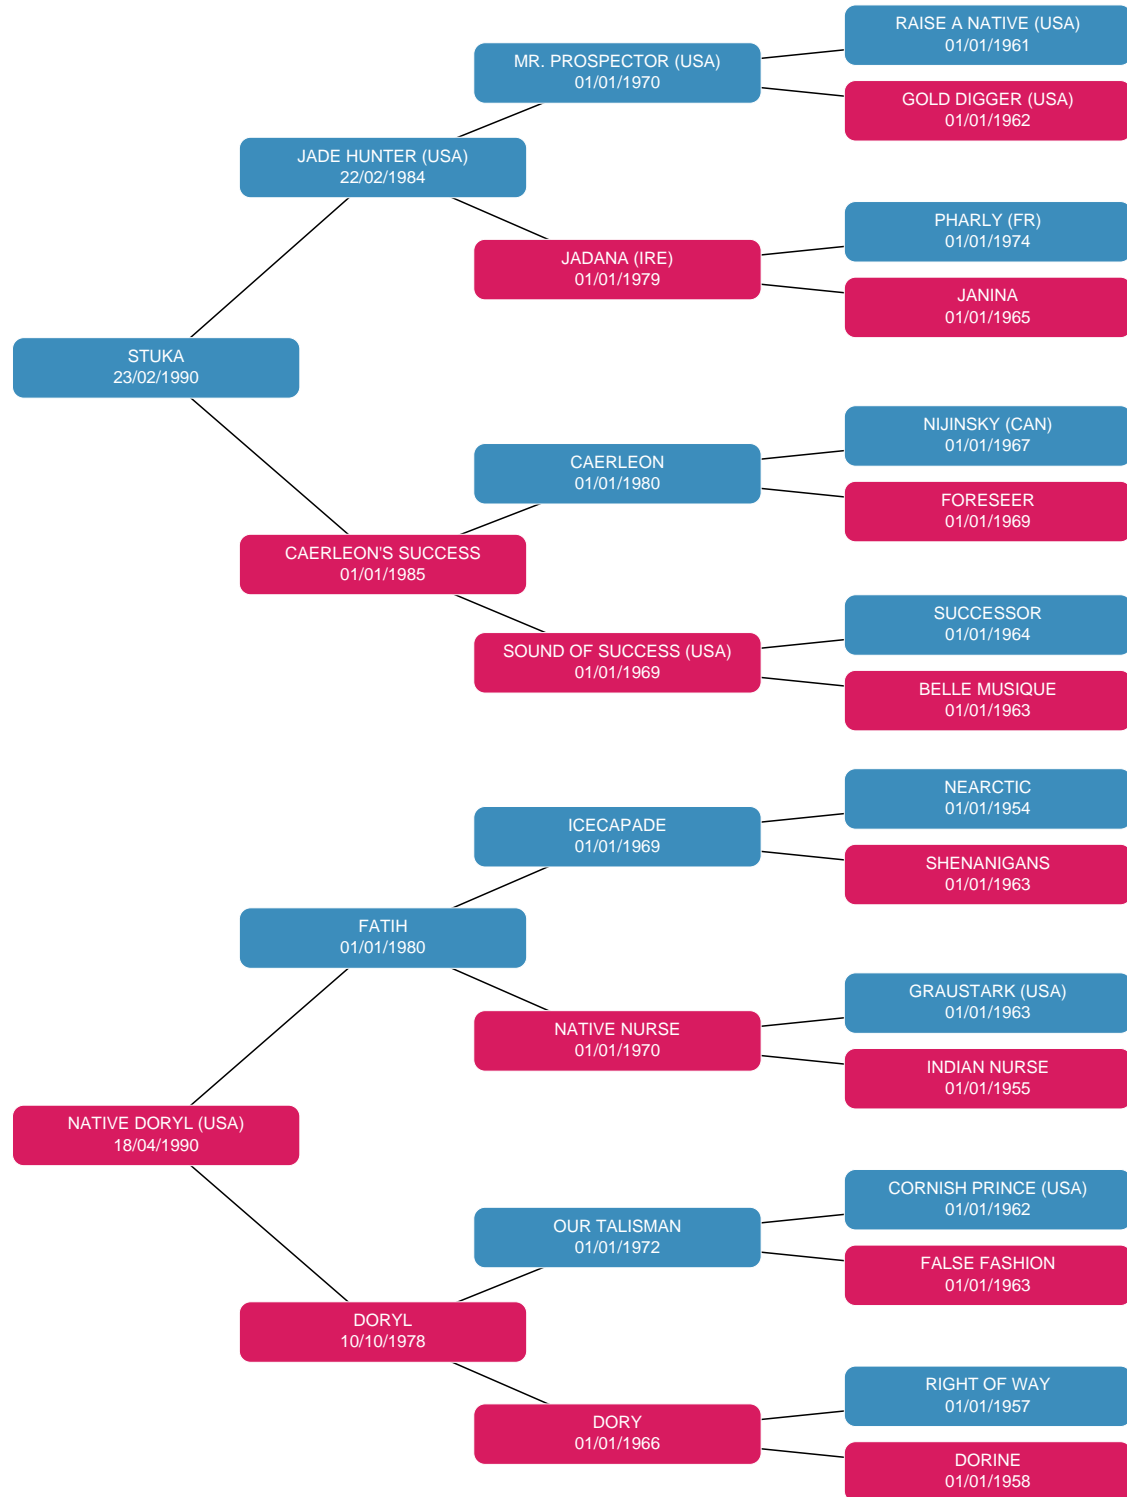 RAISE A NATIVE (USA)
01/01/1961
MR. PROSPECTOR (USA)
01/01/1970
GOLD DIGGER (USA)
01/01/1962
JADE HUNTER (USA)
22/02/1984
PHARLY (FR)
01/01/1974
JADANA (IRE)
01/01/1979
JANINA
01/01/1965
STUKA
23/02/1990
NIJINSKY (CAN)
01/01/1967
CAERLEON
01/01/1980
FORESEER
01/01/1969
CAERLEON'S SUCCESS
01/01/1985
SUCCESSOR
01/01/1964
SOUND OF SUCCESS (USA)
01/01/1969
BELLE MUSIQUE
01/01/1963
NEARCTIC
01/01/1954
ICECAPADE
01/01/1969
SHENANIGANS
01/01/1963
FATIH
01/01/1980
GRAUSTARK (USA)
01/01/1963
NATIVE NURSE
01/01/1970
INDIAN NURSE
01/01/1955
NATIVE DORYL (USA)
18/04/1990
CORNISH PRINCE (USA)
01/01/1962
OUR TALISMAN
01/01/1972
FALSE FASHION
01/01/1963
DORYL
10/10/1978
RIGHT OF WAY
01/01/1957
DORY
01/01/1966
DORINE
01/01/1958